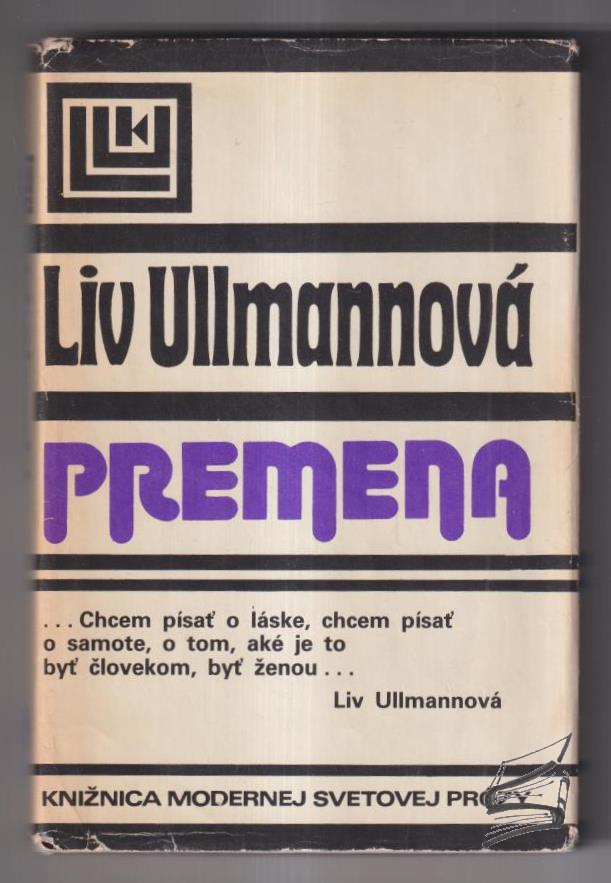 Liv Ullmannová
PREMENA
...Chcem písať o láske, chcem písať
o samote, o tom, aké je to
byť človekom, byť ženou...
Liv Ullmannová
KNIŽNICA MODERNEJ SVETOVEJ